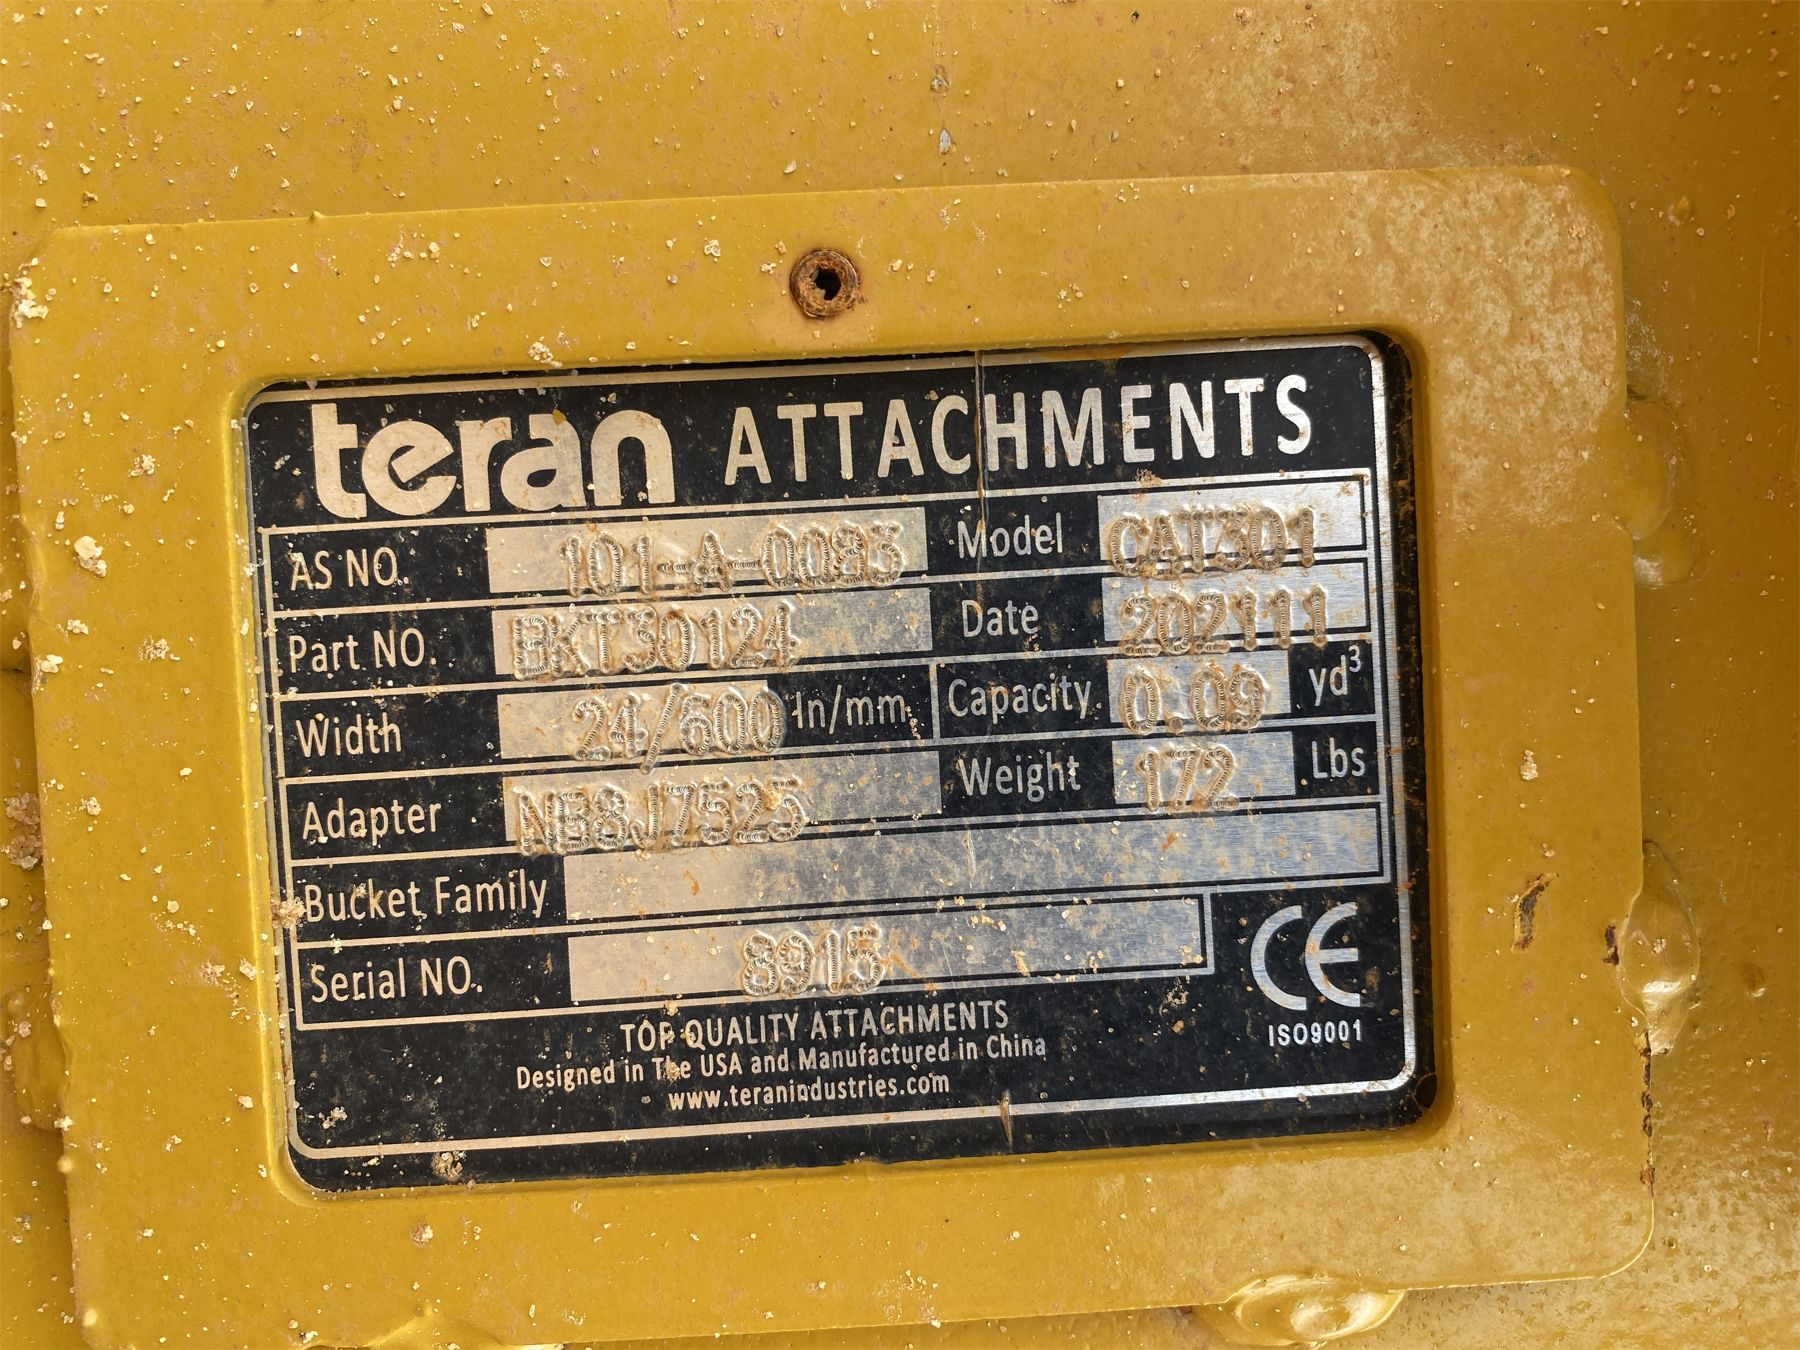 teran ATTACHMENTS
AS NO. 101-A-0083 Model CAT301
Part NO. BKT30124 Date 202111
Width 24/600 In/mm Capacity 0.09 yd³
Adapter NB8J7525 Weight 172 Lbs
Bucket Family
Serial NO. 8915
CE
ISO9001
TOP QUALITY ATTACHMENTS
Designed in The USA and Manufactured in China
www.teranindustries.com